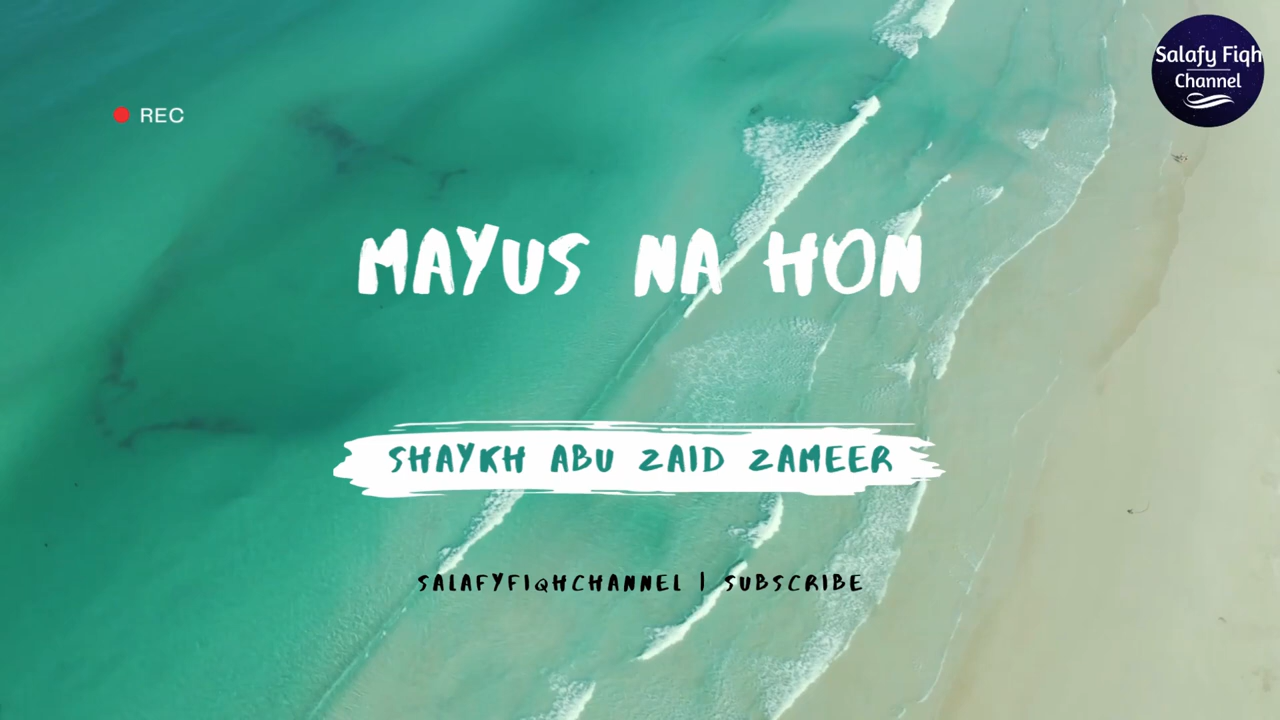 Salafy Fiqh
Channel
REC
MAYUS NA HON
SHAYKH ABU ZAID ZAMEER
SALAFYFIQHCHANNEL | SUBSCRIBE